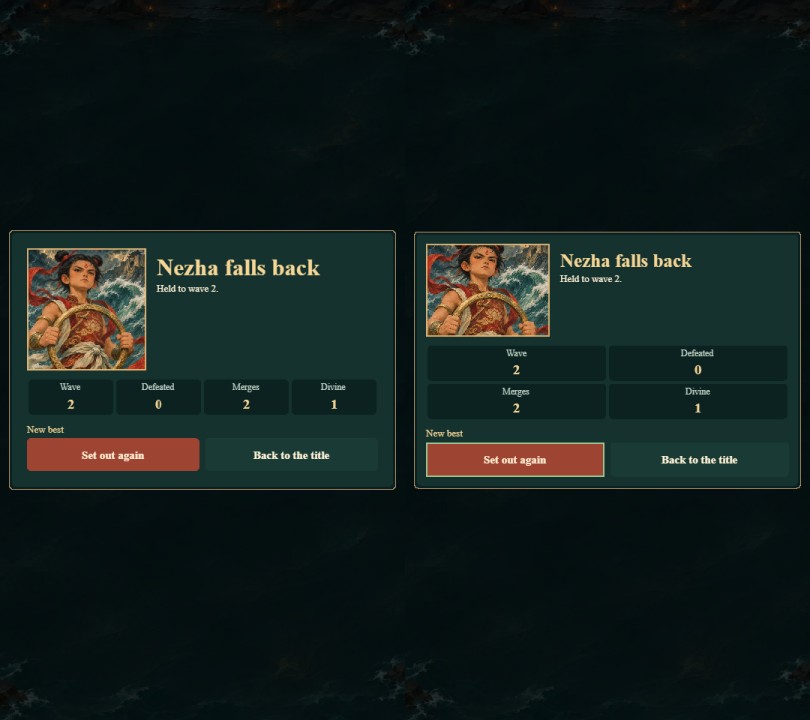 Nezha falls back
Held to wave 2.
Wave Defeated Merges Divine
2 0 2 1
New best
Set out again Back to the title
Nezha falls back
Held to wave 2.
Wave Defeated
2 0
Merges Divine
2 1
New best
Set out again Back to the title